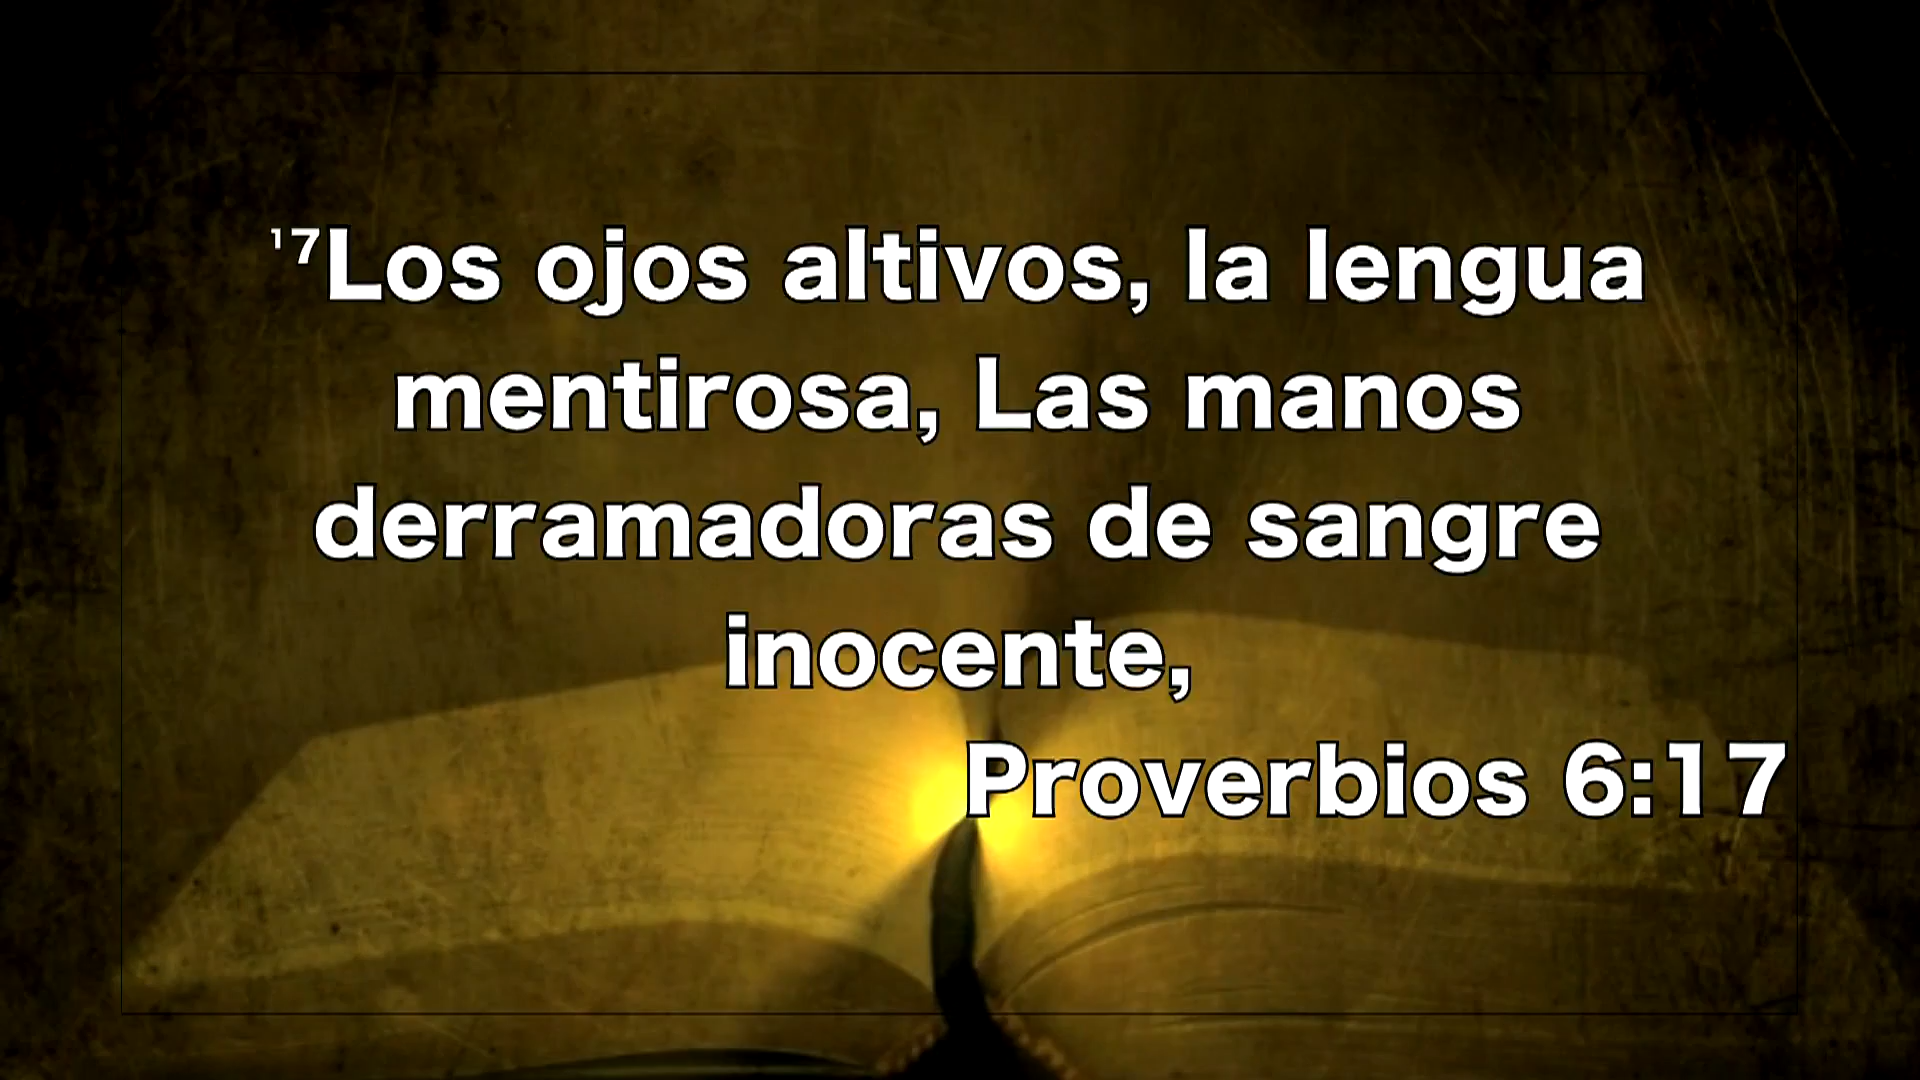 ¹⁷Los ojos altivos, la lengua
mentirosa, Las manos
derramadoras de sangre
inocente,
Proverbios 6:17